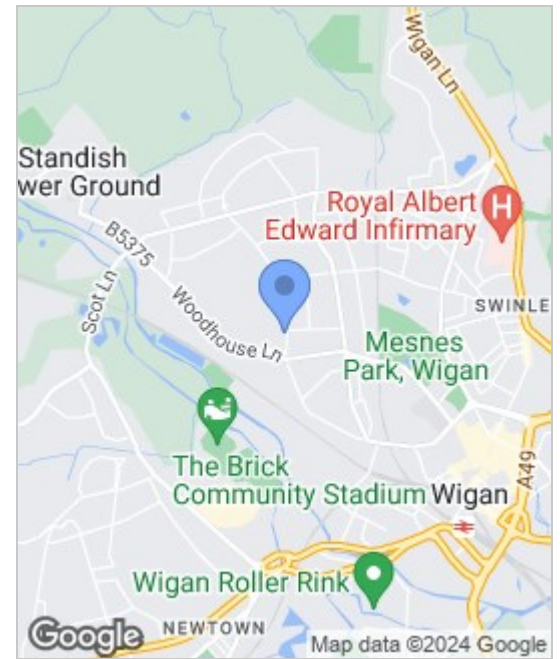 Wigan Ln
Standish
wer Ground
Royal Albert
Edward Infirmary
H
B5375
Scot Ln
Woodhouse Ln
SWINLE
Mesnes
Park, Wigan
The Brick
Community Stadium
Wigan
A49
Wigan Roller Rink
NEWTOWN
Google
Map data ©2024 Google